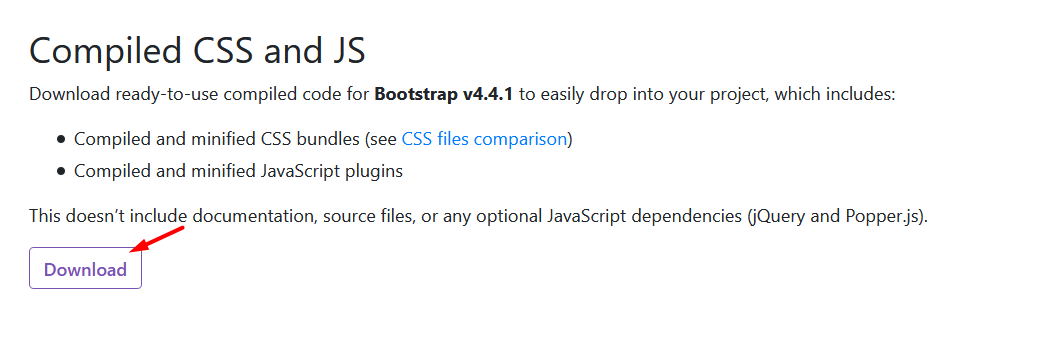 Compiled CSS and JS
Download ready-to-use compiled code for Bootstrap v4.4.1 to easily drop into your project, which includes:
• Compiled and minified CSS bundles (see CSS files comparison)
• Compiled and minified JavaScript plugins
This doesn’t include documentation, source files, or any optional JavaScript dependencies (jQuery and Popper.js).
Download